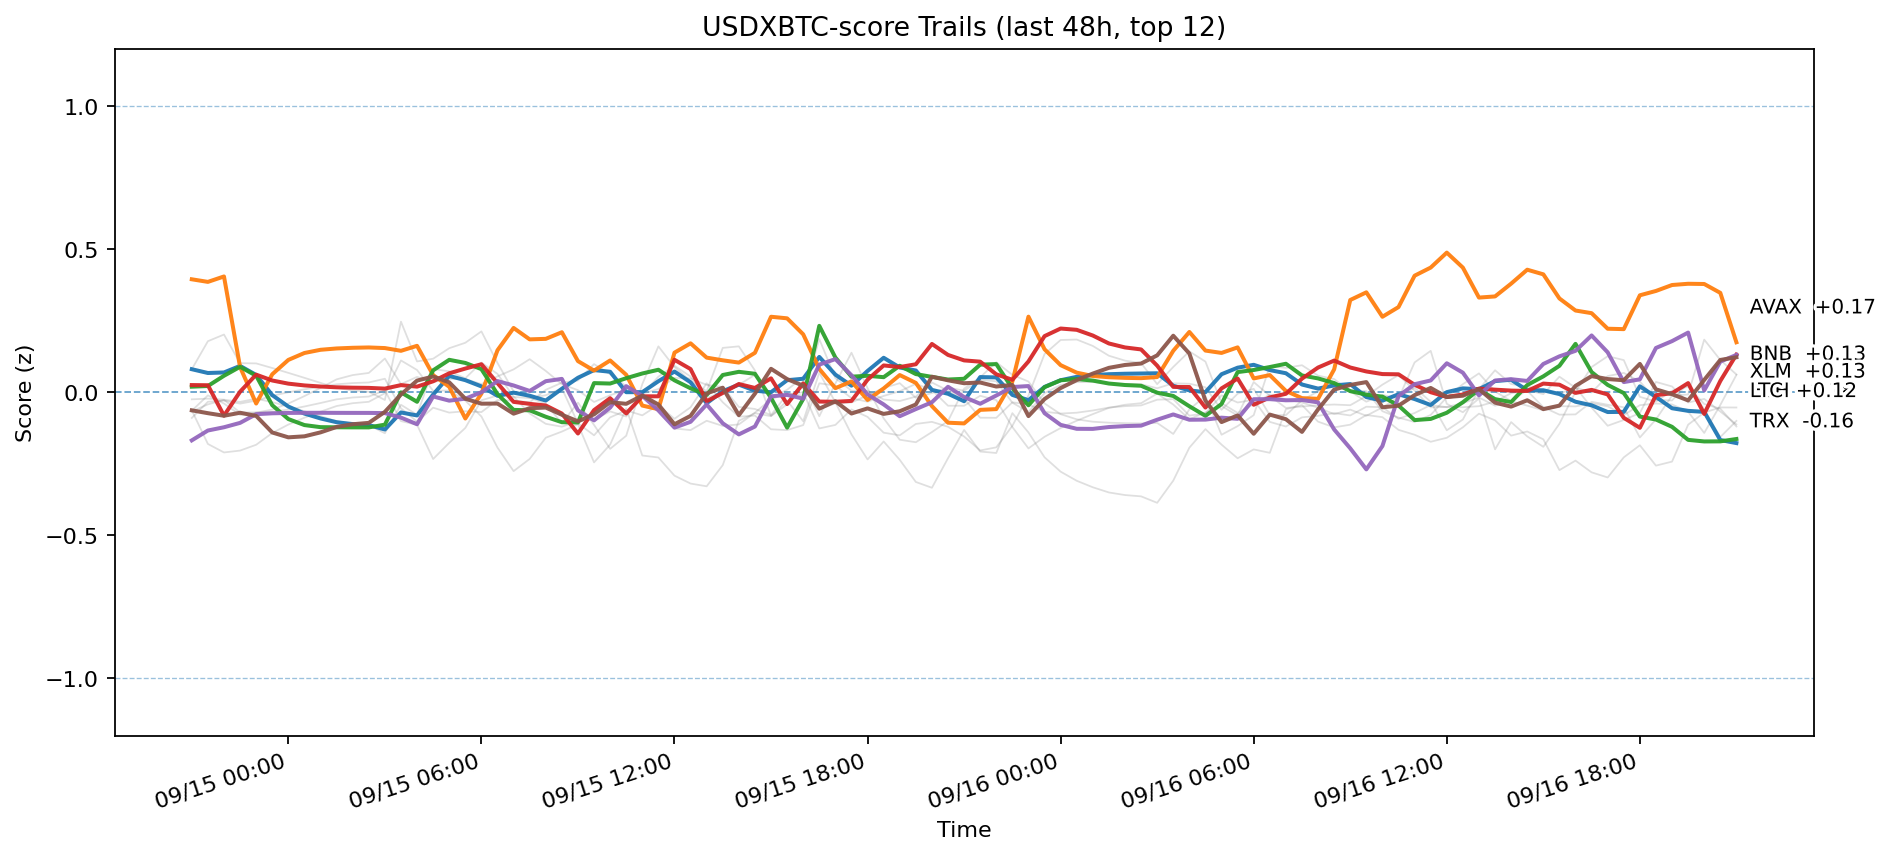 USDXBTC-score Trails (last 48h, top 12)
Score (z)
1.0
0.5
0.0
−0.5
−1.0
AVAX +0.17
BNB +0.13
XLM +0.13
+0.12
TRX -0.16
09/15 00:00
09/15 06:00
09/15 12:00
09/15 18:00
09/16 00:00
09/16 06:00
09/16 12:00
09/16 18:00
Time